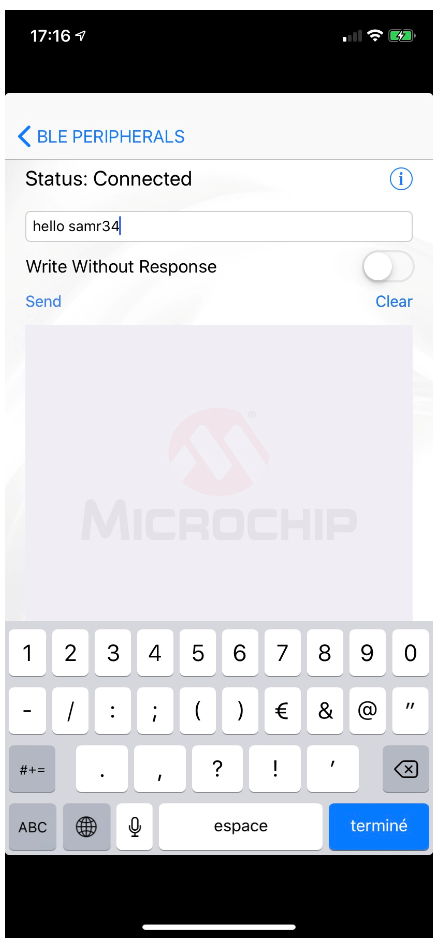 17:16
BLE PERIPHERALS
Status: Connected
hello samr34
Write Without Response
Send Clear
MICROCHIP
1 2 3 4 5 6 7 8 9 0
- / : ; ( ) € & @ "
#+= . , ? ! '
ABC espace terminé